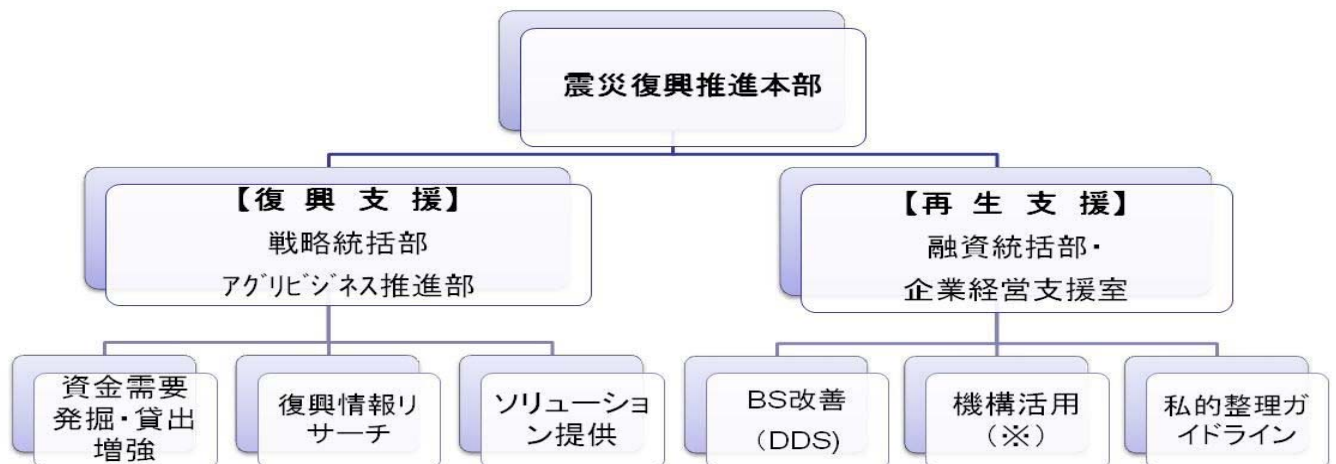 震災復興推進本部
【復 興 支 援】
戦略統括部
アグリビジネス推進部
【再 生 支 援】
融資統括部・
企業経営支援室
資金需要
発掘・貸出
増強
復興情報リ
サーチ
ソリューショ
ン提供
BS改善
(DDS)
機構活用
(※)
私的整理ガ
イドライン